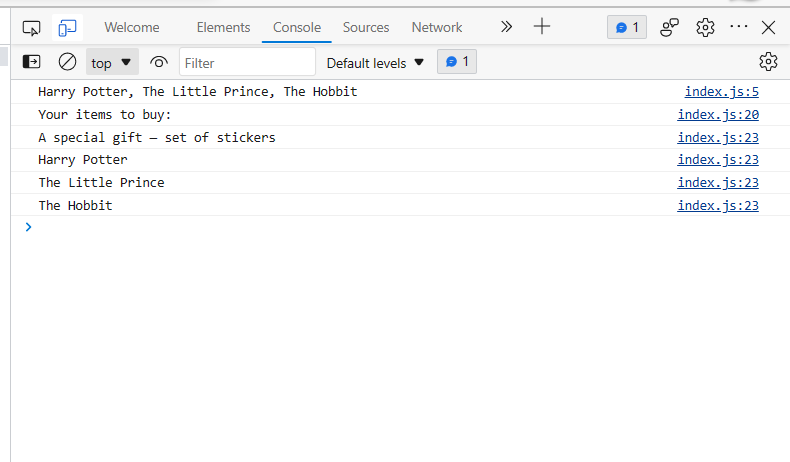 Welcome Elements Console Sources Network 1
top Filter Default levels 1
Harry Potter, The Little Prince, The Hobbit index.js:5
Your items to buy: index.js:20
A special gift — set of stickers index.js:23
Harry Potter index.js:23
The Little Prince index.js:23
The Hobbit index.js:23